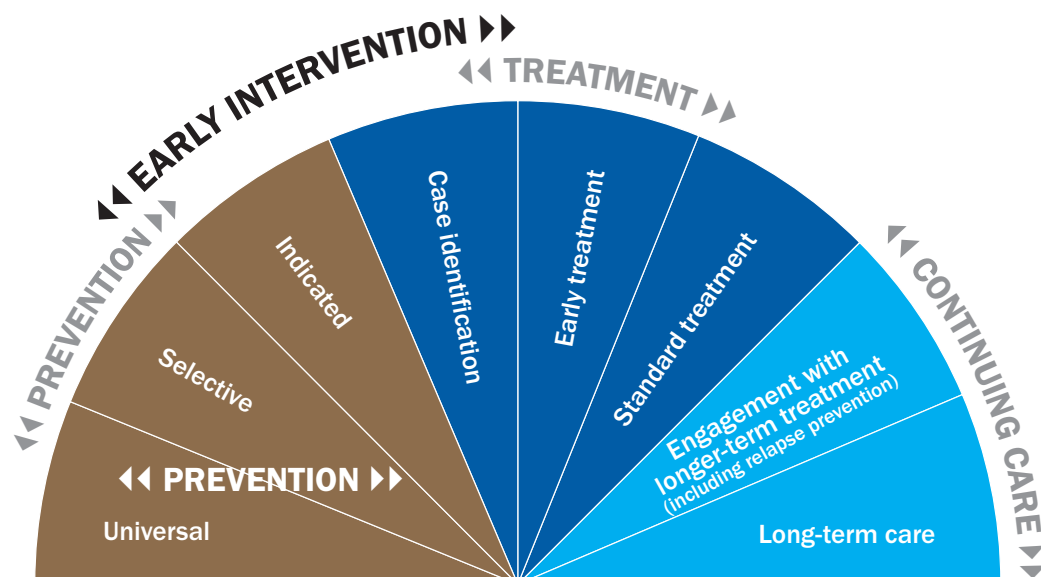 EARLY INTERVENTION
TREATMENT
PREVENTION
CONTINUING CARE
Universal
PREVENTION
Selective
Indicated
Case identification
Early treatment
Standard treatment
Engagement with
longer-term treatment
(including relapse prevention)
Long-term care